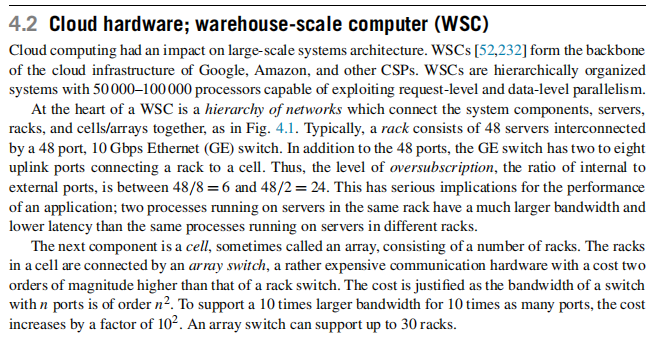 4.2 Cloud hardware; warehouse-scale computer (WSC)
Cloud computing had an impact on large-scale systems architecture. WSCs [52,232] form the backbone
of the cloud infrastructure of Google, Amazon, and other CSPs. WSCs are hierarchically organized
systems with 50 000–100 000 processors capable of exploiting request-level and data-level parallelism.
At the heart of a WSC is a hierarchy of networks which connect the system components, servers,
racks, and cells/arrays together, as in Fig. 4.1. Typically, a rack consists of 48 servers interconnected
by a 48 port, 10 Gbps Ethernet (GE) switch. In addition to the 48 ports, the GE switch has two to eight
uplink ports connecting a rack to a cell. Thus, the level of oversubscription, the ratio of internal to
external ports, is between 48/8 = 6 and 48/2 = 24. This has serious implications for the performance
of an application; two processes running on servers in the same rack have a much larger bandwidth and
lower latency than the same processes running on servers in different racks.
The next component is a cell, sometimes called an array, consisting of a number of racks. The racks
in a cell are connected by an array switch, a rather expensive communication hardware with a cost two
orders of magnitude higher than that of a rack switch. The cost is justified as the bandwidth of a switch
with n ports is of order n². To support a 10 times larger bandwidth for 10 times as many ports, the cost
increases by a factor of 10². An array switch can support up to 30 racks.